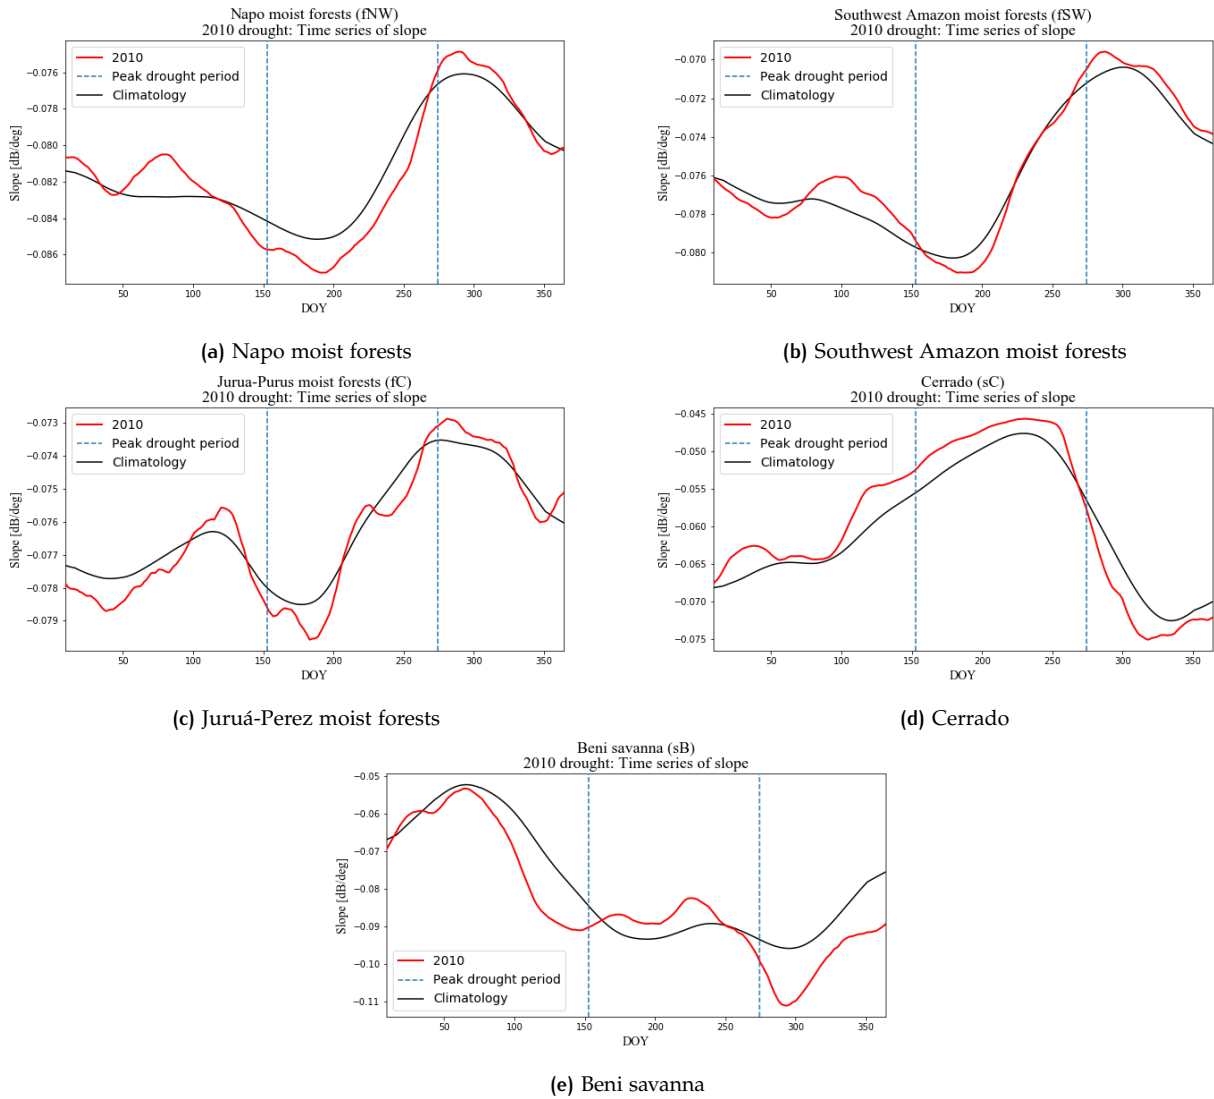 Napo moist forests (fNW)
2010 drought: Time series of slope
2010
Peak drought period
Climatology
Slope [dB/deg]
−0.076
−0.078
−0.080
−0.082
−0.084
−0.086
50 100 150 200 250 300 350
DOY
(a) Napo moist forests
Southwest Amazon moist forests (fSW)
2010 drought: Time series of slope
2010
Peak drought period
Climatology
Slope [dB/deg]
−0.070
−0.072
−0.074
−0.076
−0.078
−0.080
50 100 150 200 250 300 350
DOY
(b) Southwest Amazon moist forests
Jurua-Purus moist forests (fC)
2010 drought: Time series of slope
2010
Peak drought period
Climatology
Slope [dB/deg]
−0.073
−0.074
−0.075
−0.076
−0.077
−0.078
−0.079
50 100 150 200 250 300 350
DOY
(c) Juruá-Perez moist forests
Cerrado (sC)
2010 drought: Time series of slope
2010
Peak drought period
Climatology
Slope [dB/deg]
−0.045
−0.050
−0.055
−0.060
−0.065
−0.070
−0.075
50 100 150 200 250 300 350
DOY
(d) Cerrado
Beni savanna (sB)
2010 drought: Time series of slope
Slope [dB/deg]
−0.05
−0.06
−0.07
−0.08
−0.09
−0.10
−0.11
2010
Peak drought period
Climatology
50 100 150 200 250 300 350
DOY
(e) Beni savanna